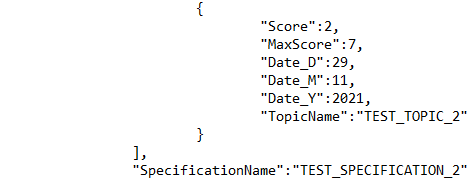 {
"Score":2,
"MaxScore":7,
"Date_D":29,
"Date_M":11,
"Date_Y":2021,
"TopicName":"TEST_TOPIC_2"
}
],
"SpecificationName":"TEST_SPECIFICATION_2"